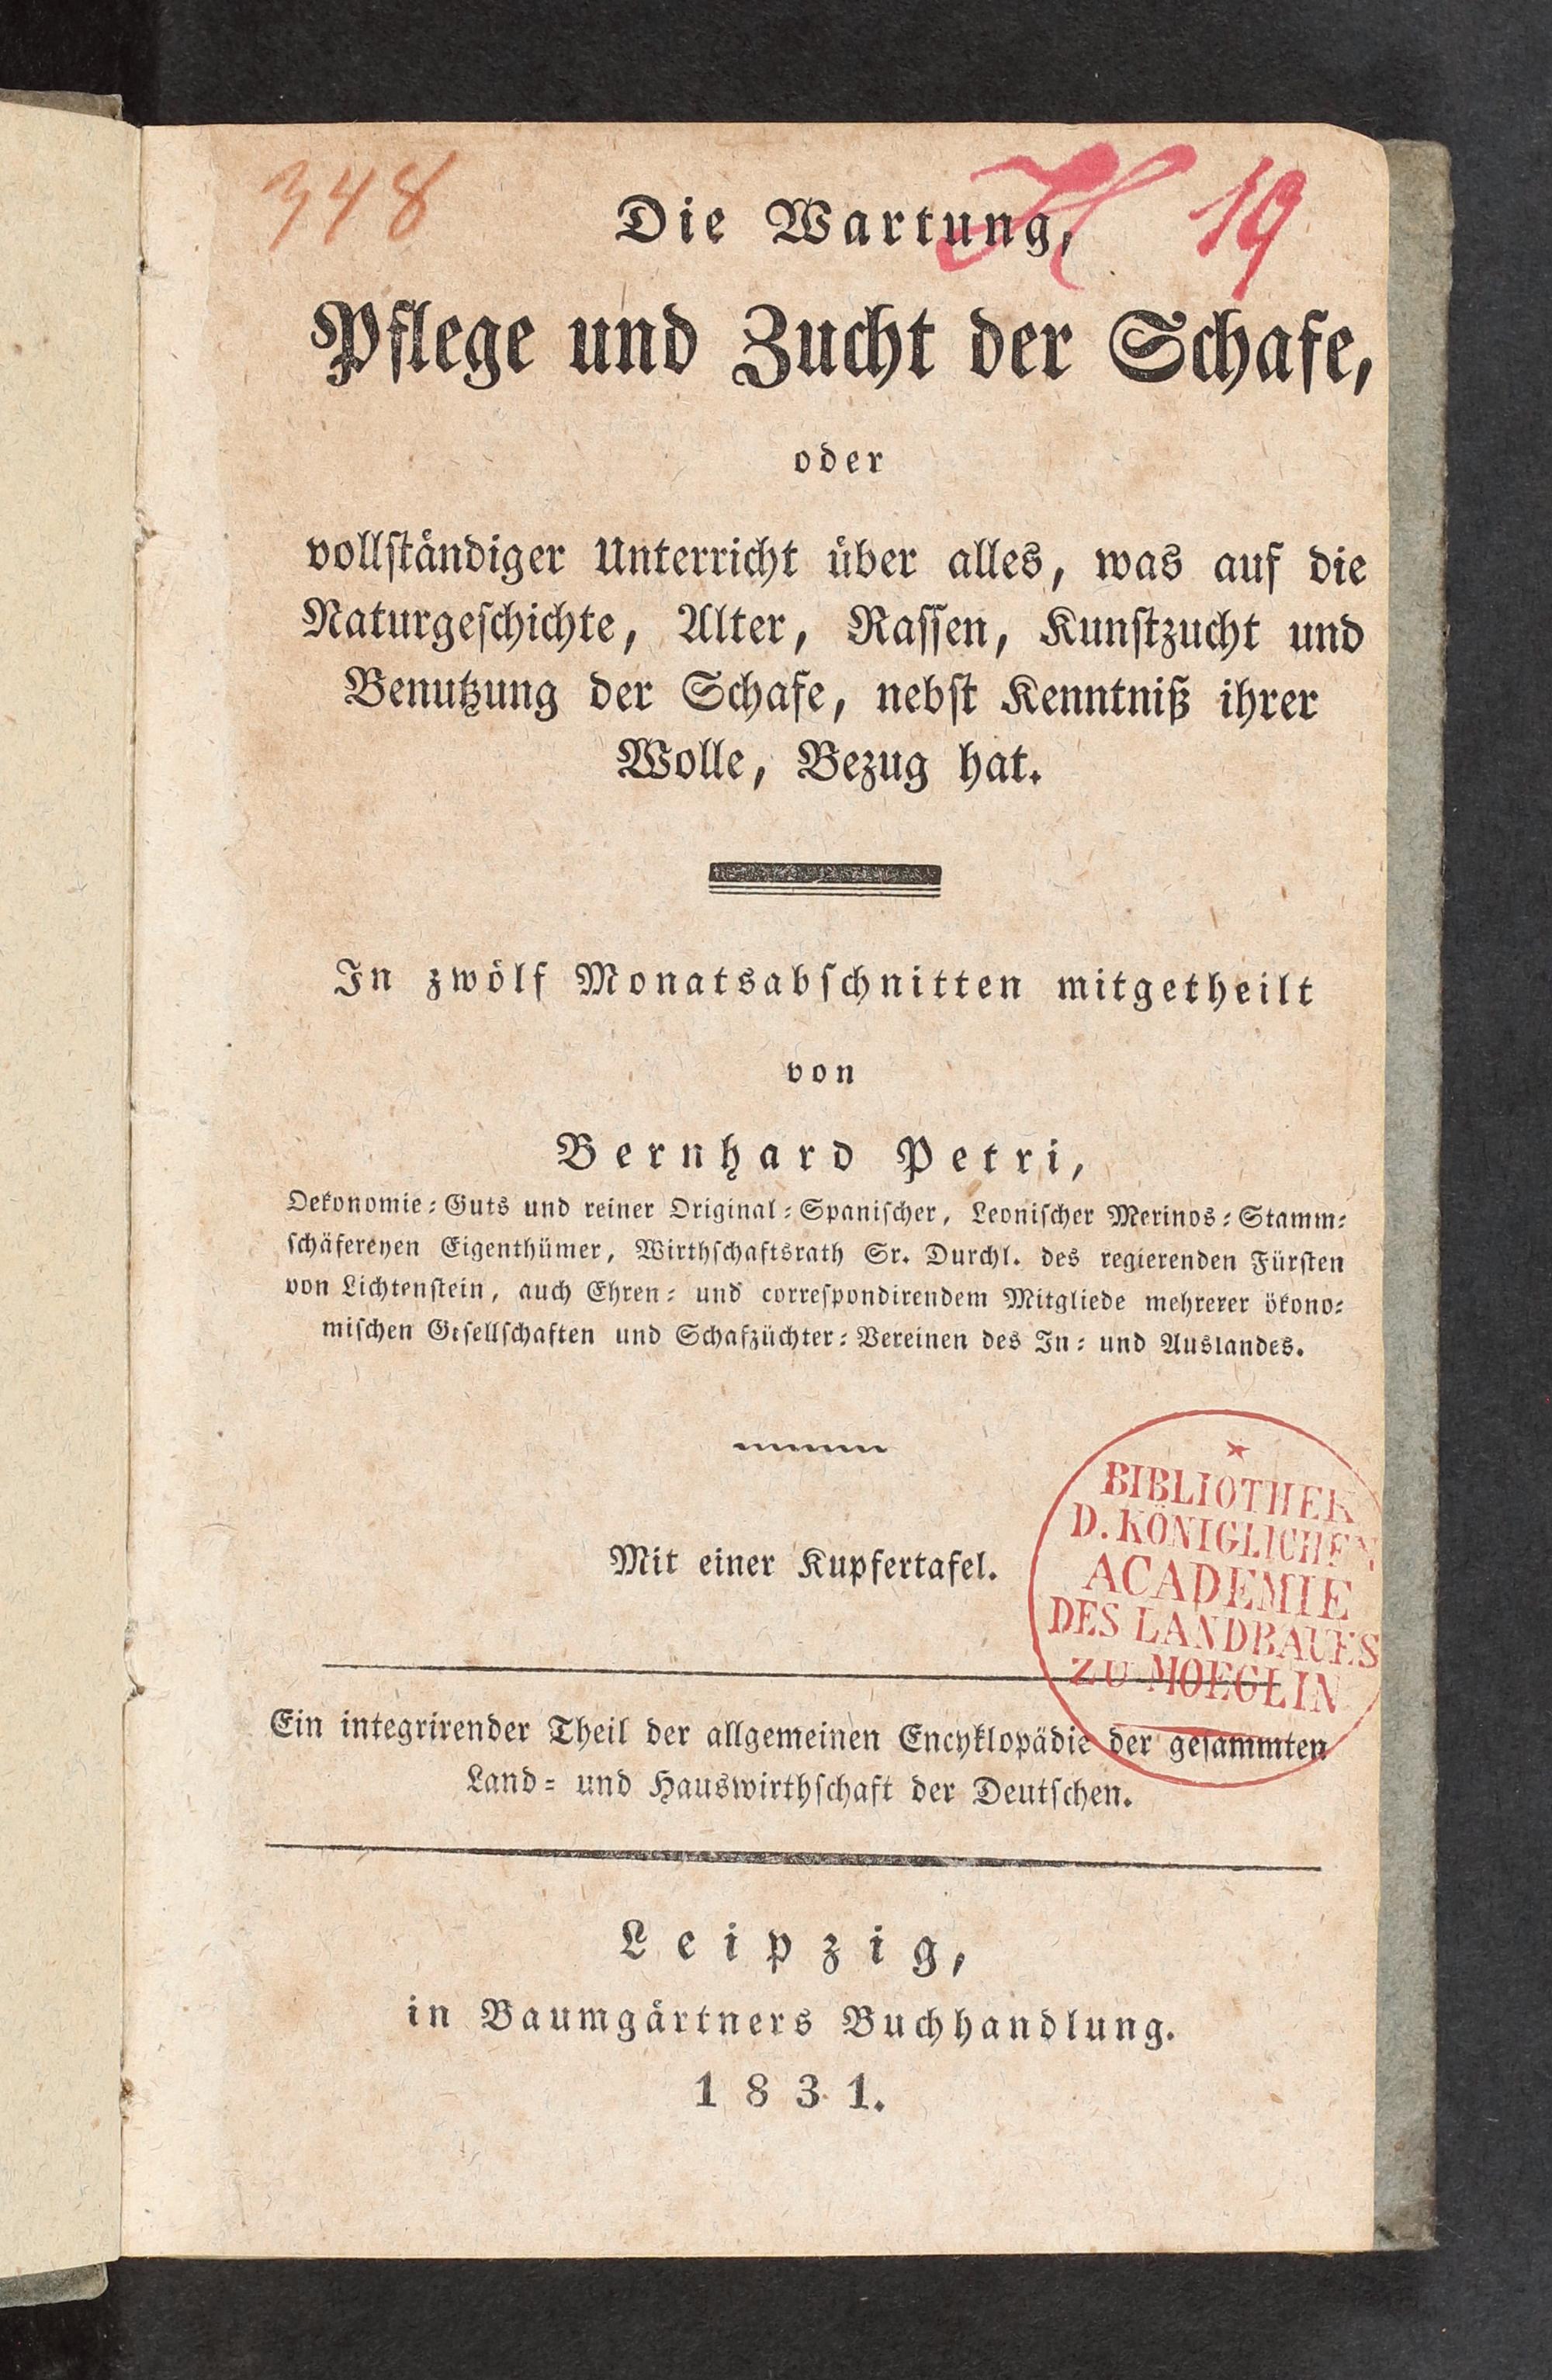 348
H 19
Die Wartung,
Pflege und Zucht der Schafe,
oder
vollständiger Unterricht über alles, was auf die
Naturgeschichte, Alter, Rassen, Kunstzucht und
Benutzung der Schafe, nebst Kenntniß ihrer
Wolle, Bezug hat.
In zwölf Monatsabschnitten mitgetheilt
von
Bernhard Petri,
Oekonomie-Guts und reiner Original-Spanischer, Leonischer Merinos-Stamm-
schäfereyen Eigenthümer, Wirthschaftsrath Sr. Durchl. des regierenden Fürsten
von Lichtenstein, auch Ehren- und correspondirendem Mitgliede mehrerer ökono-
mischen Gesellschaften und Schafzüchter-Vereinen des In- und Auslandes.
Mit einer Kupfertafel.
BIBLIOTHEK
D. KÖNIGLICHEN
ACADEMIE
DES LANDBAUES
ZU MOEGLIN
Ein integrirender Theil der allgemeinen Encyklopädie der gesammten
Land- und Hauswirthschaft der Deutschen.
Leipzig,
in Baumgärtners Buchhandlung.
1831.